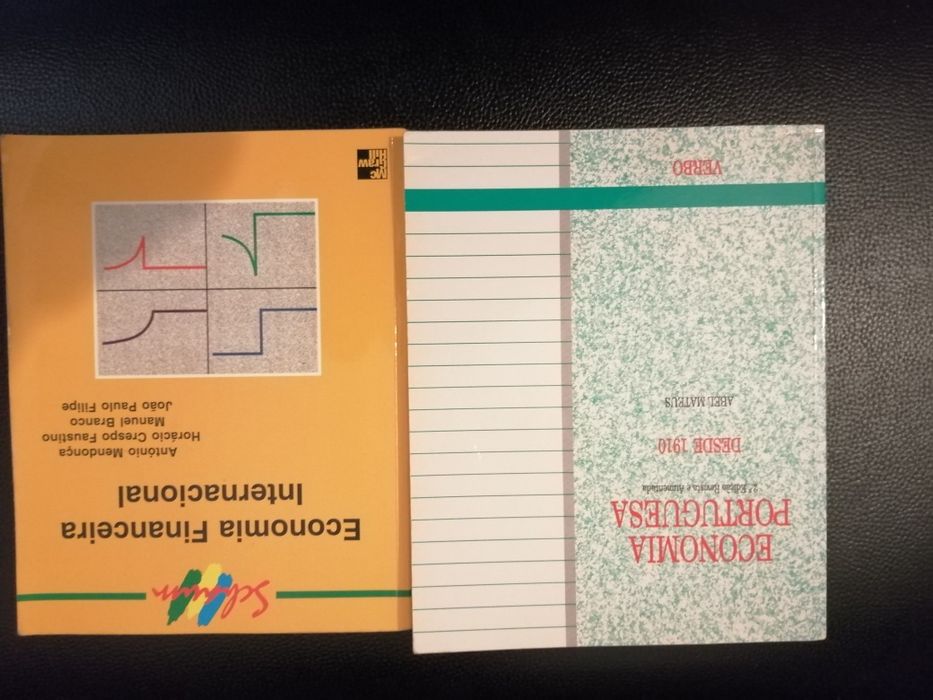 ECONOMIA
PORTUGUESA
2.ª Edição Revista e Aumentada
DESDE 1910
ABEL MATEUS
VERBO
Schaum
Economia Financeira
Internacional
António Mendonça
Horácio Crespo Faustino
Manuel Branco
João Paulo Filipe
Mc
Graw
Hill